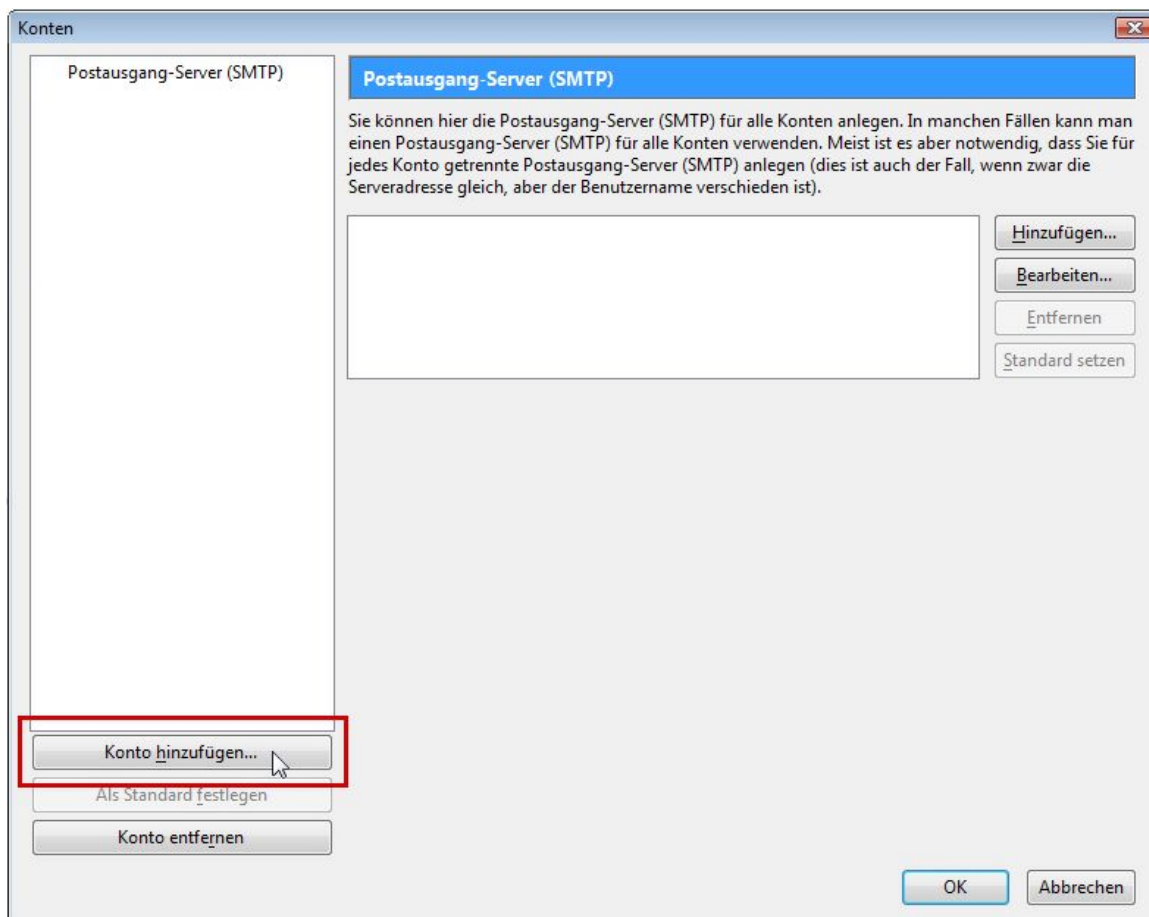 Konten
Postausgang-Server (SMTP)
Postausgang-Server (SMTP)
Sie können hier die Postausgang-Server (SMTP) für alle Konten anlegen. In manchen Fällen kann man
einen Postausgang-Server (SMTP) für alle Konten verwenden. Meist ist es aber notwendig, dass Sie für
jedes Konto getrennte Postausgang-Server (SMTP) anlegen (dies ist auch der Fall, wenn zwar die
Serveradresse gleich, aber der Benutzername verschieden ist).
Hinzufügen...
Bearbeiten...
Entfernen
Standard setzen
Konto hinzufügen...
Als Standard festlegen
Konto entfernen
OK
Abbrechen